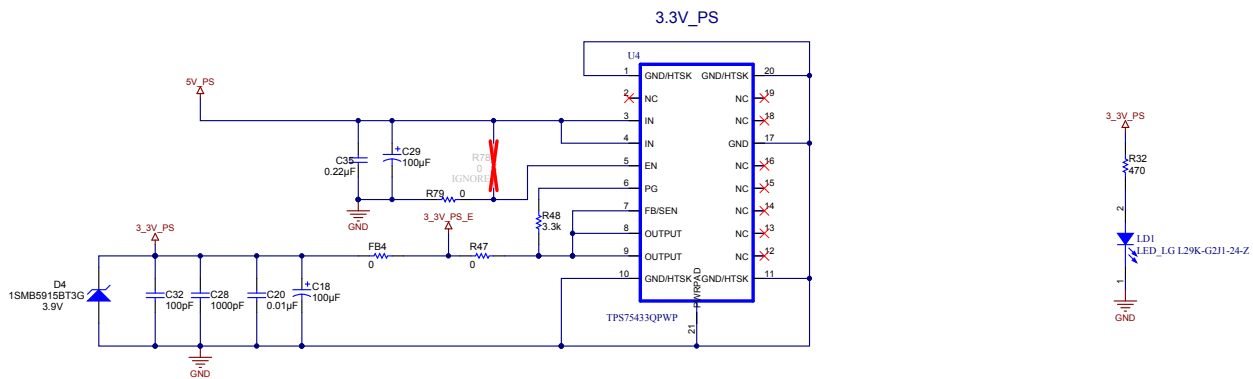 3.3V_PS
U4
1 GND/HTSK GND/HTSK 20
2 NC NC 19
NC 18
3 IN
4 IN GND 17
5 EN NC 16
6 PG NC 15
7 FB/SEN NC 14
8 OUTPUT NC 13
9 OUTPUT NC 12
10 GND/HTSK GND/HTSK 11
PWRPAD
21
TPS75433QPWP
5V_PS
C35
0.22µF
C29
100µF
R78
0
IGNORE
R79 0
GND
R48
3.3k
3_3V_PS_E
3_3V_PS
FB4
0
R47
0
D4
1SMB5915BT3G
3.9V
C32
100pF
C28
1000pF
C20
0.01µF
C18
100µF
GND
3_3V_PS
R32
470
2
LD1
LED_LG L29K-G2J1-24-Z
1
GND